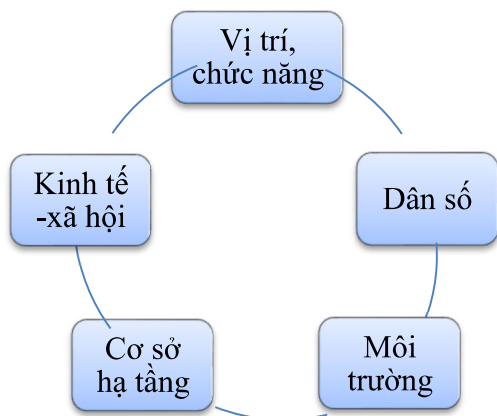 Vị trí,
chức năng
Dân số
Môi
trường
Cơ sở
hạ tầng
Kinh tế
-xã hội